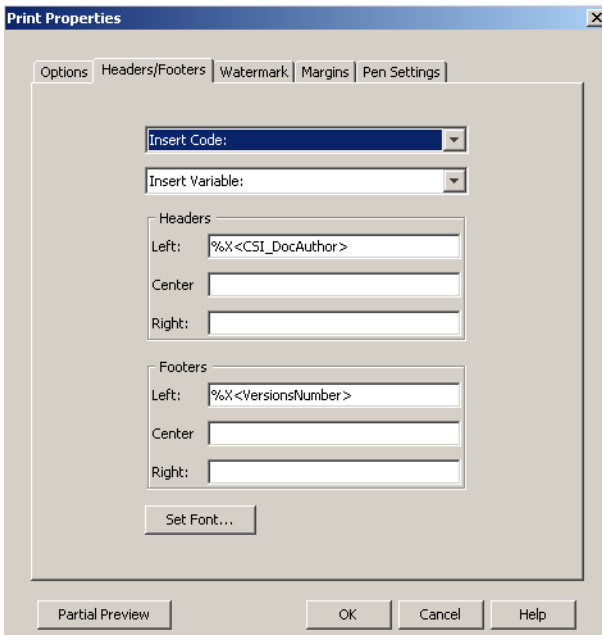 Print Properties
Options Headers/Footers Watermark Margins Pen Settings
Insert Code:
Insert Variable:
Headers
Left: %X<CSI_DocAuthor>
Center
Right:
Footers
Left: %X<VersionsNumber>
Center
Right:
Set Font...
Partial Preview OK Cancel Help